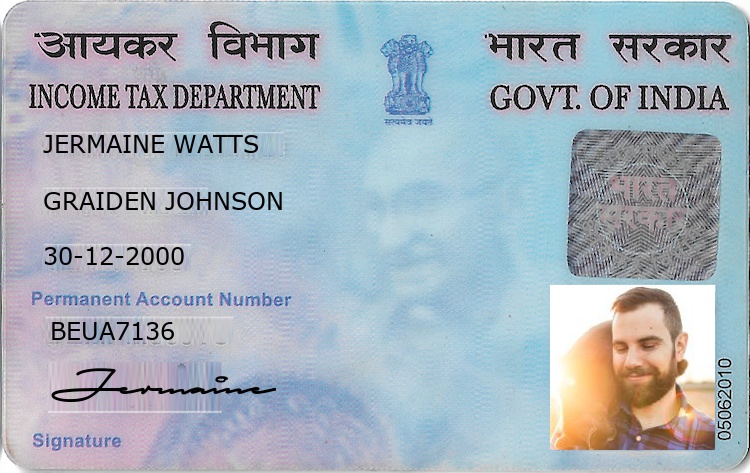 आयकर विभाग
भारत सरकार
INCOME TAX DEPARTMENT
GOVT. OF INDIA
सत्यमेव जयते
JERMAINE WATTS
भारत
सरकार
GRAIDEN JOHNSON
30-12-2000
Permanent Account Number
BEUA7136
Jermaine
05062010
Signature